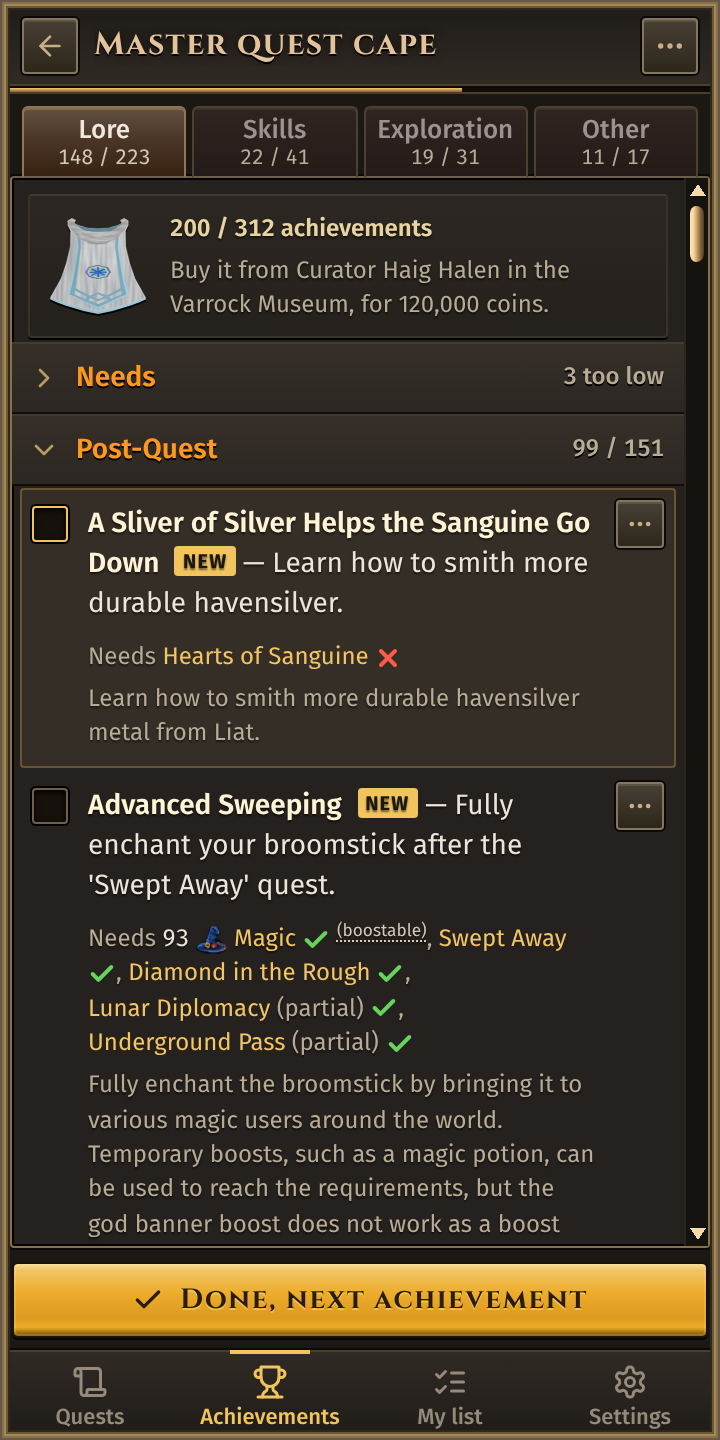 Master Quest Cape
Lore
148 / 223
Skills
22 / 41
Exploration
19 / 31
Other
11 / 17
200 / 312 achievements
Buy it from Curator Haig Halen in the
Varrock Museum, for 120,000 coins.
Needs
3 too low
Post-Quest
99 / 151
A Sliver of Silver Helps the Sanguine Go
Down NEW — Learn how to smith more
durable havensilver.
Needs Hearts of Sanguine
Learn how to smith more durable havensilver
metal from Liat.
Advanced Sweeping NEW — Fully
enchant your broomstick after the
'Swept Away' quest.
Needs 93 Magic (boostable), Swept Away
, Diamond in the Rough ,
Lunar Diplomacy (partial) ,
Underground Pass (partial)
Fully enchant the broomstick by bringing it to
various magic users around the world.
Temporary boosts, such as a magic potion, can
be used to reach the requirements, but the
god banner boost does not work as a boost
Done, next achievement
Quests
Achievements
My list
Settings